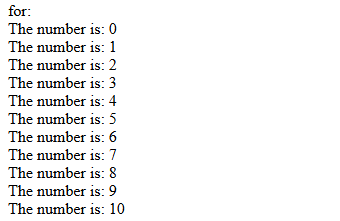 for:
The number is: 0
The number is: 1
The number is: 2
The number is: 3
The number is: 4
The number is: 5
The number is: 6
The number is: 7
The number is: 8
The number is: 9
The number is: 10